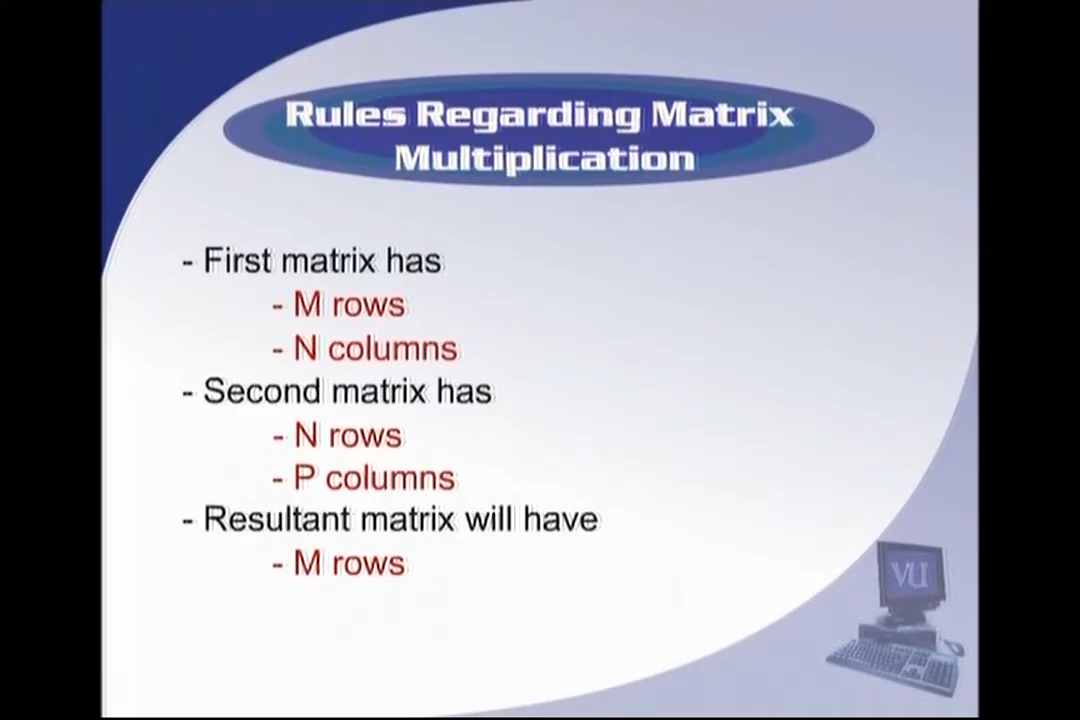 Rules Regarding Matrix
Multiplication
- First matrix has
- M rows
- N columns
- Second matrix has
- N rows
- P columns
- Resultant matrix will have
- M rows
VU